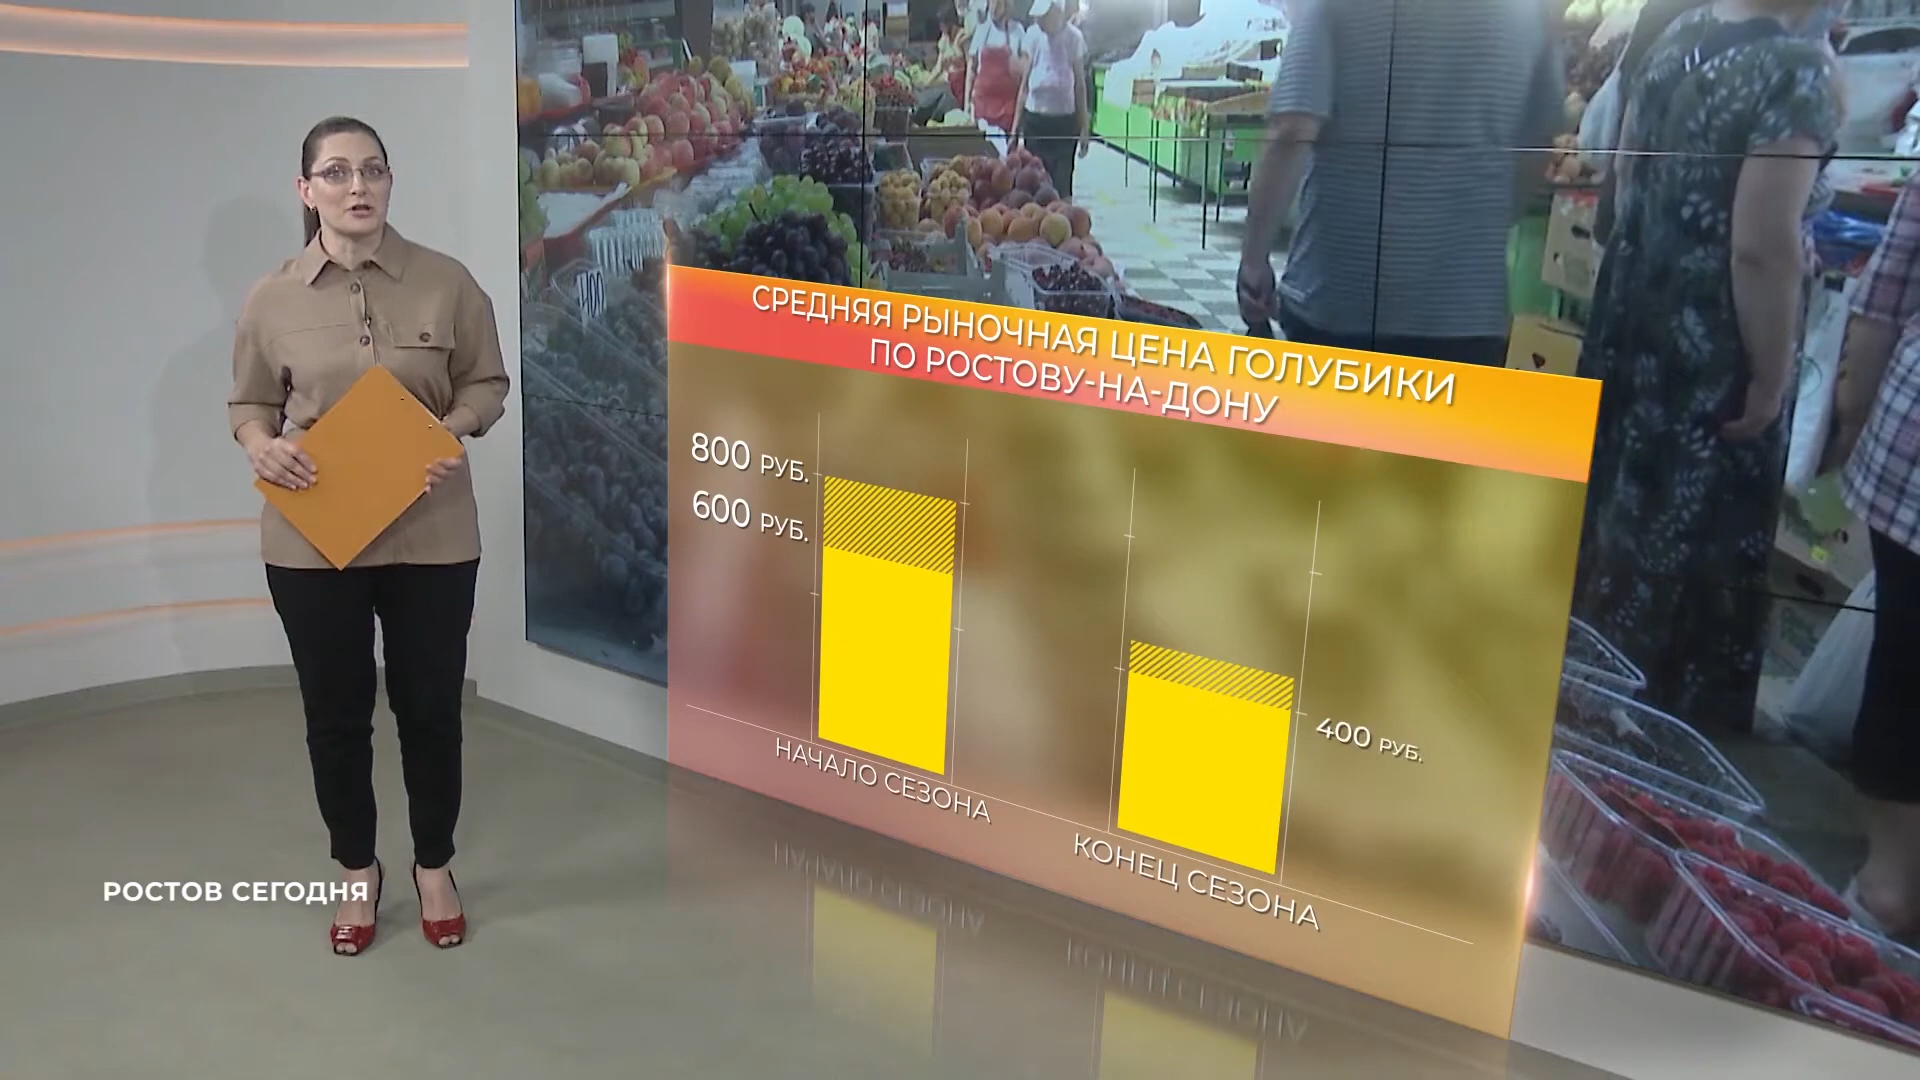 СРЕДНЯЯ РЫНОЧНАЯ ЦЕНА ГОЛУБИКИ
ПО РОСТОВУ-НА-ДОНУ
800 РУБ.
600 РУБ.
400 РУБ.
НАЧАЛО СЕЗОНА
КОНЕЦ СЕЗОНА
РОСТОВ СЕГОДНЯ